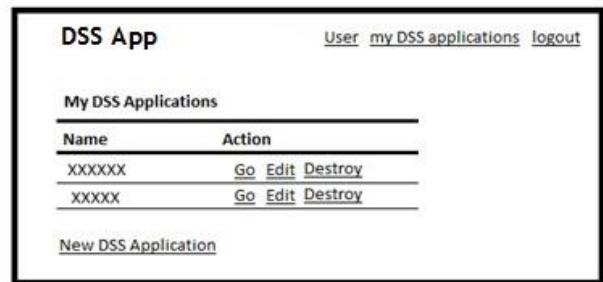 DSS App User my DSS applications logout
My DSS Applications
Name Action
XXXXXX Go Edit Destroy
XXXXX Go Edit Destroy
New DSS Application